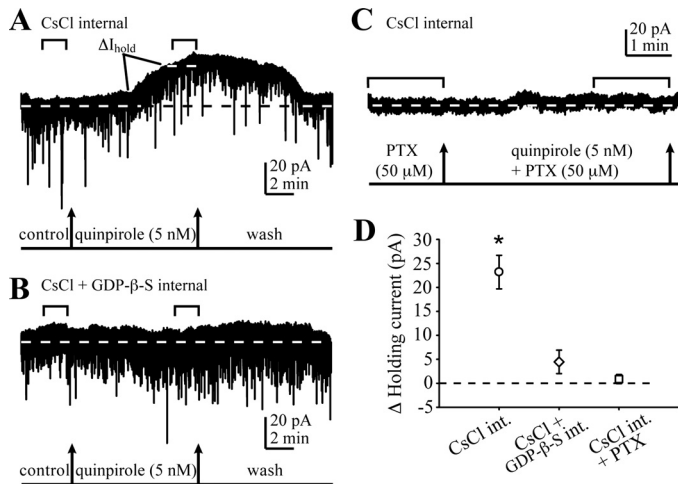 A
CsCl internal
ΔIhold
20 pA
2 min
control quinpirole (5 nM) wash
B
CsCl + GDP-β-S internal
20 pA
2 min
control quinpirole (5 nM) wash
C
CsCl internal
20 pA
1 min
PTX
(50 μM)
quinpirole (5 nM)
+ PTX (50 μM)
D
Δ Holding current (pA)
30
25
20
15
10
5
0
-5
*
CsCl int.
CsCl +
GDP-β-S int.
CsCl int.
+ PTX